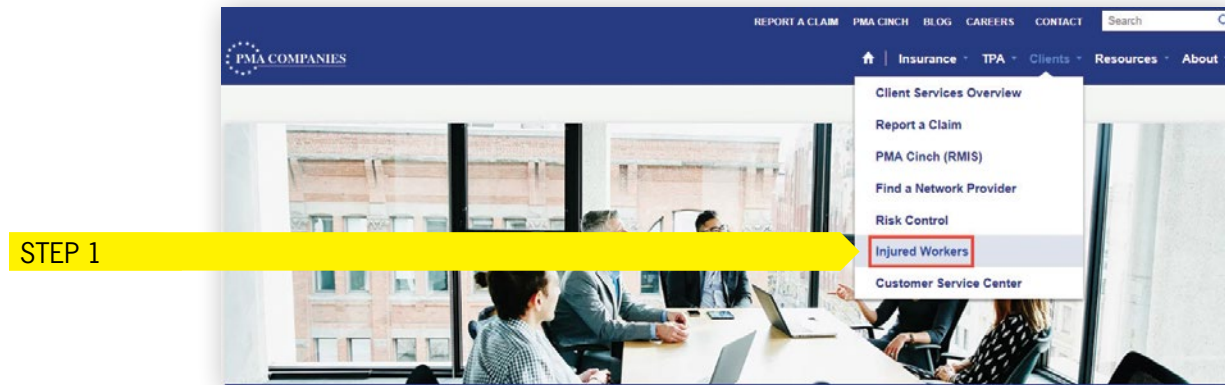 REPORT A CLAIM PMA CINCH BLOG CAREERS CONTACT Search
PMA COMPANIES
Insurance TPA Clients Resources About
Client Services Overview
Report a Claim
PMA Cinch (RMIS)
Find a Network Provider
Risk Control
STEP 1
Injured Workers
Customer Service Center